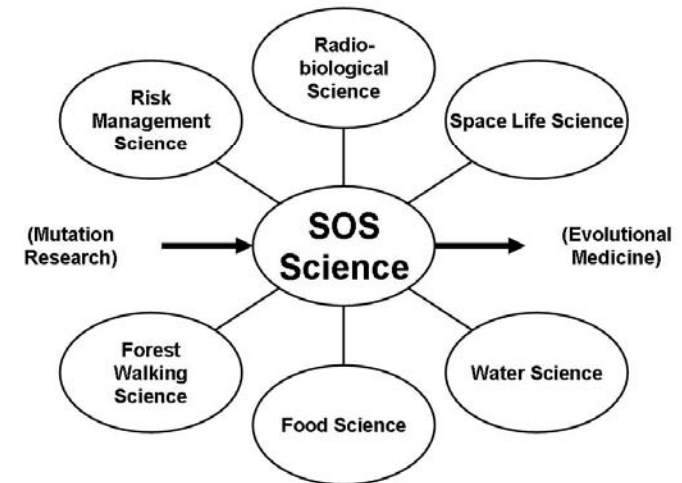 Radio-
biological
Science
Risk
Management
Science
Space Life Science
SOS
Science
(Mutation
Research)
(Evolutional
Medicine)
Forest
Walking
Science
Food Science
Water Science